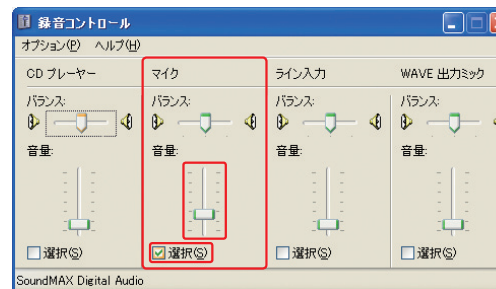 録音コントロール
オプション(P) ヘルプ(H)
CD プレーヤー マイク ライン入力 WAVE 出力ミック
バランス: バランス: バランス: バランス:
音量: 音量: 音量: 音量:
選択(S) 選択(S) 選択(S) 選択(S)
SoundMAX Digital Audio